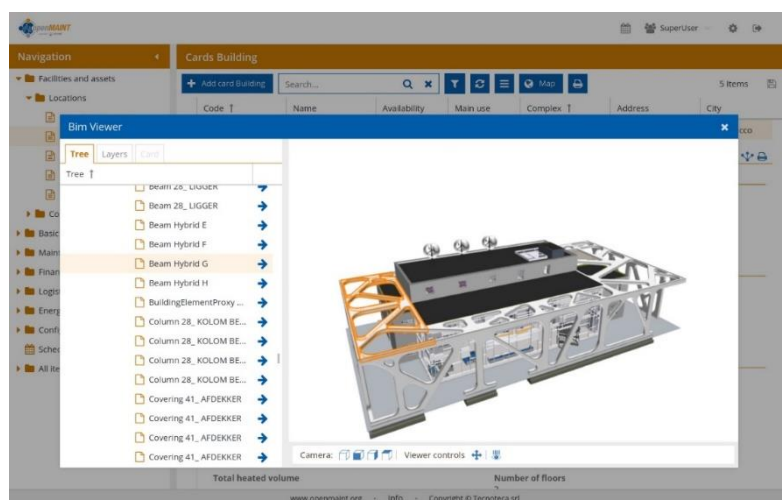 openMAINT
SuperUser
Navigation
Cards Building
Facilities and assets
Add card Building
Search...
Map
5 Items
Locations
Code
Name
Availability
Main use
Complex
Address
City
Bim Viewer
cco
Tree Layers Card
Tree
Beam 28_ LIGGER
Beam 28_ LIGGER
Beam Hybrid E
Beam Hybrid F
Beam Hybrid G
Beam Hybrid H
BuildingElementProxy ...
Column 28_ KOLOM BE...
Column 28_ KOLOM BE...
Column 28_ KOLOM BE...
Column 28_ KOLOM BE...
Covering 41_ AFDEKKER
Covering 41_ AFDEKKER
Covering 41_ AFDEKKER
Covering 41_ AFDEKKER
Co
Basic
Main
Finan
Logis
Energ
Confi
Sched
All ite
Camera: Viewer controls
Total heated volume
Number of floors
www.openmaint.org - Info - Copyright © Tecnoteca srl